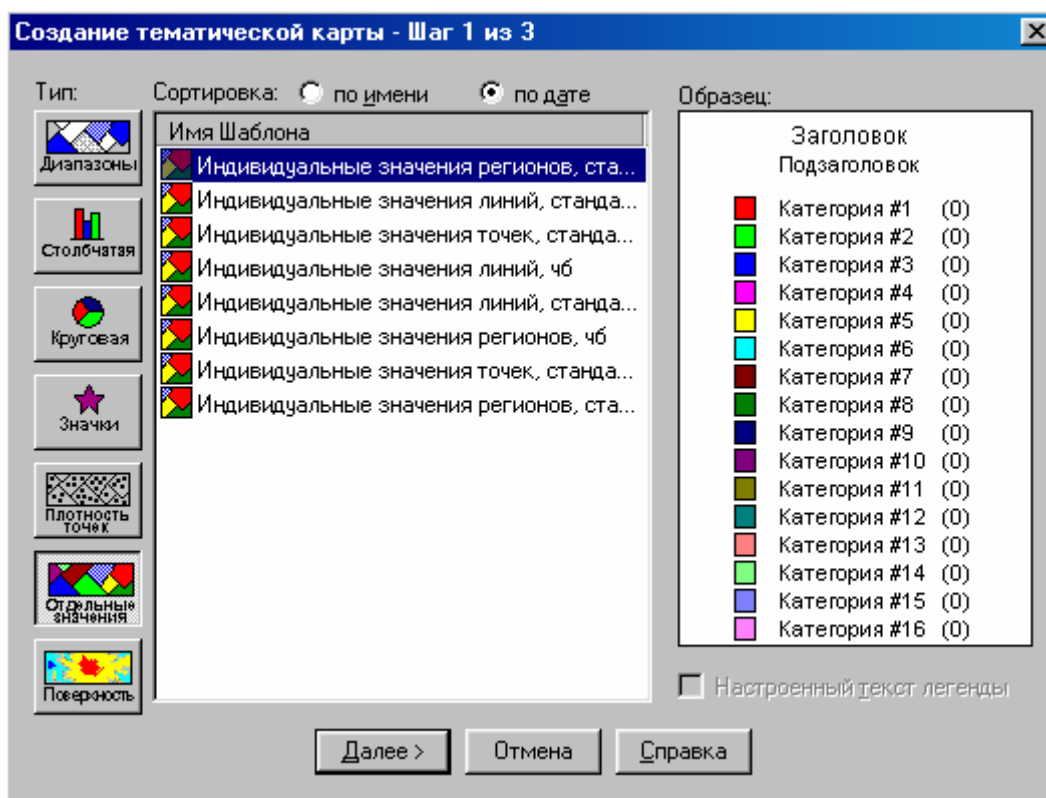 Создание тематической карты - Шаг 1 из 3
Тип:
Диапазоны
Столбчатая
Круговая
Значки
Плотность
точек
Отдельные
значения
Поверхность
Сортировка: по имени по дате
Имя Шаблона
Индивидуальные значения регионов, ста...
Индивидуальные значения линий, станда...
Индивидуальные значения точек, станда...
Индивидуальные значения линий, чб
Индивидуальные значения линий, станда...
Индивидуальные значения регионов, чб
Индивидуальные значения точек, станда...
Индивидуальные значения регионов, ста...
Образец:
Заголовок
Подзаголовок
Категория #1 (0)
Категория #2 (0)
Категория #3 (0)
Категория #4 (0)
Категория #5 (0)
Категория #6 (0)
Категория #7 (0)
Категория #8 (0)
Категория #9 (0)
Категория #10 (0)
Категория #11 (0)
Категория #12 (0)
Категория #13 (0)
Категория #14 (0)
Категория #15 (0)
Категория #16 (0)
Настроенный текст легенды
Далее >
Отмена
Справка